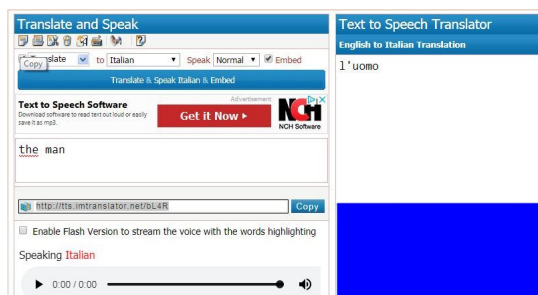 Translate and Speak
Translate to Italian Speak Normal Embed
Copy
Translate & Speak Italian & Embed
Advertisement
Text to Speech Software
Download software to read text out loud or easily
save it as mp3.
Get it Now
NCH
NCH Software
the man
http://tts.imtranslator.net/bL4R
Copy
Enable Flash Version to stream the voice with the words highlighting
Speaking Italian
0:00 / 0:00
Text to Speech Translator
English to Italian Translation
l'uomo